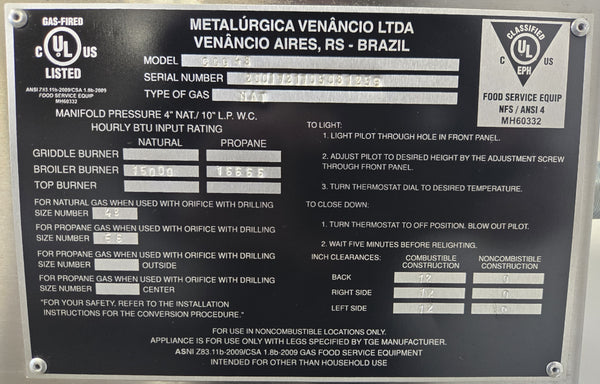 GAS-FIRED
C UL US
LISTED
ANSI Z83.11b-2009/CSA 1.8b-2009
FOOD SERVICE EQUIP
MH60332
METALÚRGICA VENÂNCIO LTDA
VENÂNCIO AIRES, RS - BRAZIL
MODEL
SERIAL NUMBER
TYPE OF GAS NAT
CLASSIFIED
C UL US
EPH
FOOD SERVICE EQUIP
NFS / ANSI 4
MH60332
MANIFOLD PRESSURE 4" NAT./ 10" L.P. W.C.
HOURLY BTU INPUT RATING
NATURAL PROPANE
GRIDDLE BURNER
BROILER BURNER 15000 16666
TOP BURNER
FOR NATURAL GAS WHEN USED WITH ORIFICE WITH DRILLING
SIZE NUMBER
FOR PROPANE GAS WHEN USED WITH ORIFICE WITH DRILLING
SIZE NUMBER
FOR PROPANE GAS WHEN USED WITH ORIFICE WITH DRILLING
SIZE NUMBER OUTSIDE
FOR PROPANE GAS WHEN USED WITH ORIFICE WITH DRILLING
SIZE NUMBER CENTER
"FOR YOUR SAFETY. REFER TO THE INSTALLATION
INSTRUCTIONS FOR THE CONVERSION PROCEDURE."
TO LIGHT:
1. LIGHT PILOT THROUGH HOLE IN FRONT PANEL.
2. ADJUST PILOT TO DESIRED HEIGHT BY THE ADJUSTMENT SCREW
THROUGH FRONT PANEL.
3. TURN THERMOSTAT DIAL TO DESIRED TEMPERATURE.
TO CLOSE DOWN:
1. TURN THERMOSTAT TO OFF POSITION. BLOW OUT PILOT.
2. WAIT FIVE MINUTES BEFORE RELIGHTING.
INCH CLEARANCES: COMBUSTIBLE CONSTRUCTION NONCOMBUSTIBLE CONSTRUCTION
BACK 12 0
RIGHT SIDE 12 0
LEFT SIDE 12 0
FOR USE IN NONCOMBUSTIBLE LOCATIONS ONLY.
APPLIANCE IS FOR USE ONLY WITH LEGS SPECIFIED BY TGE MANUFACTURER.
ASNI Z83.11b-2009/CSA 1.8b-2009 GAS FOOD SERVICE EQUIPMENT
INTENDED FOR OTHER THAN HOUSEHOLD USE